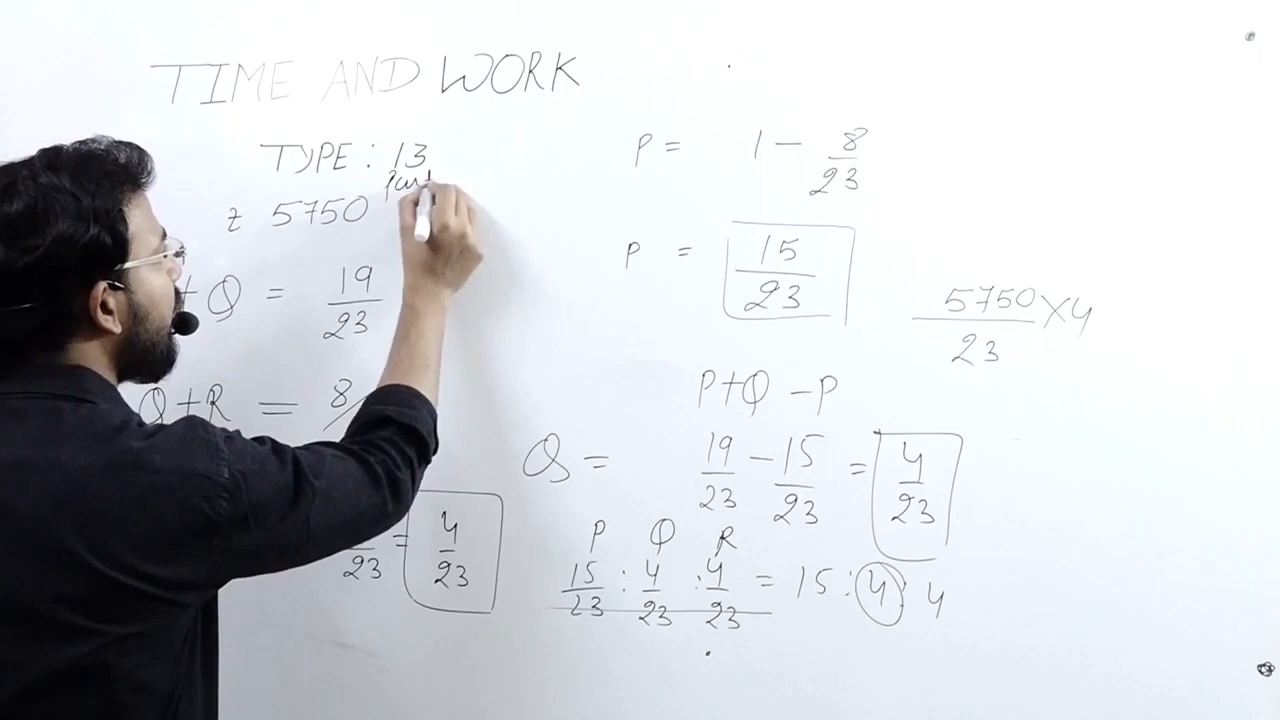 TIME AND WORK
TYPE : 13
Part
z 5750
+ Q = 19/23
Q + R = 8/
23 = 4/23
P = 1 - 8/23
P = 15/23
5750/23 × 4
P+Q - P
Q = 19/23 - 15/23 = 4/23
P Q R
15/23 : 4/23 : 4/23 = 15 : 4 : 4